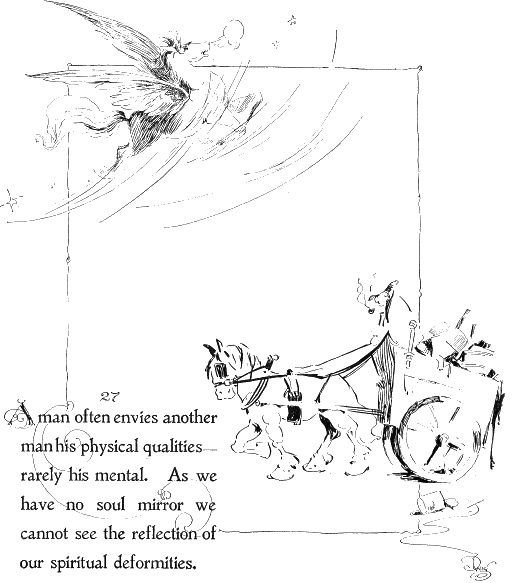 27
A man often envies another
man his physical qualities—
rarely his mental. As we
have no soul mirror we
cannot see the reflection of
our spiritual deformities.